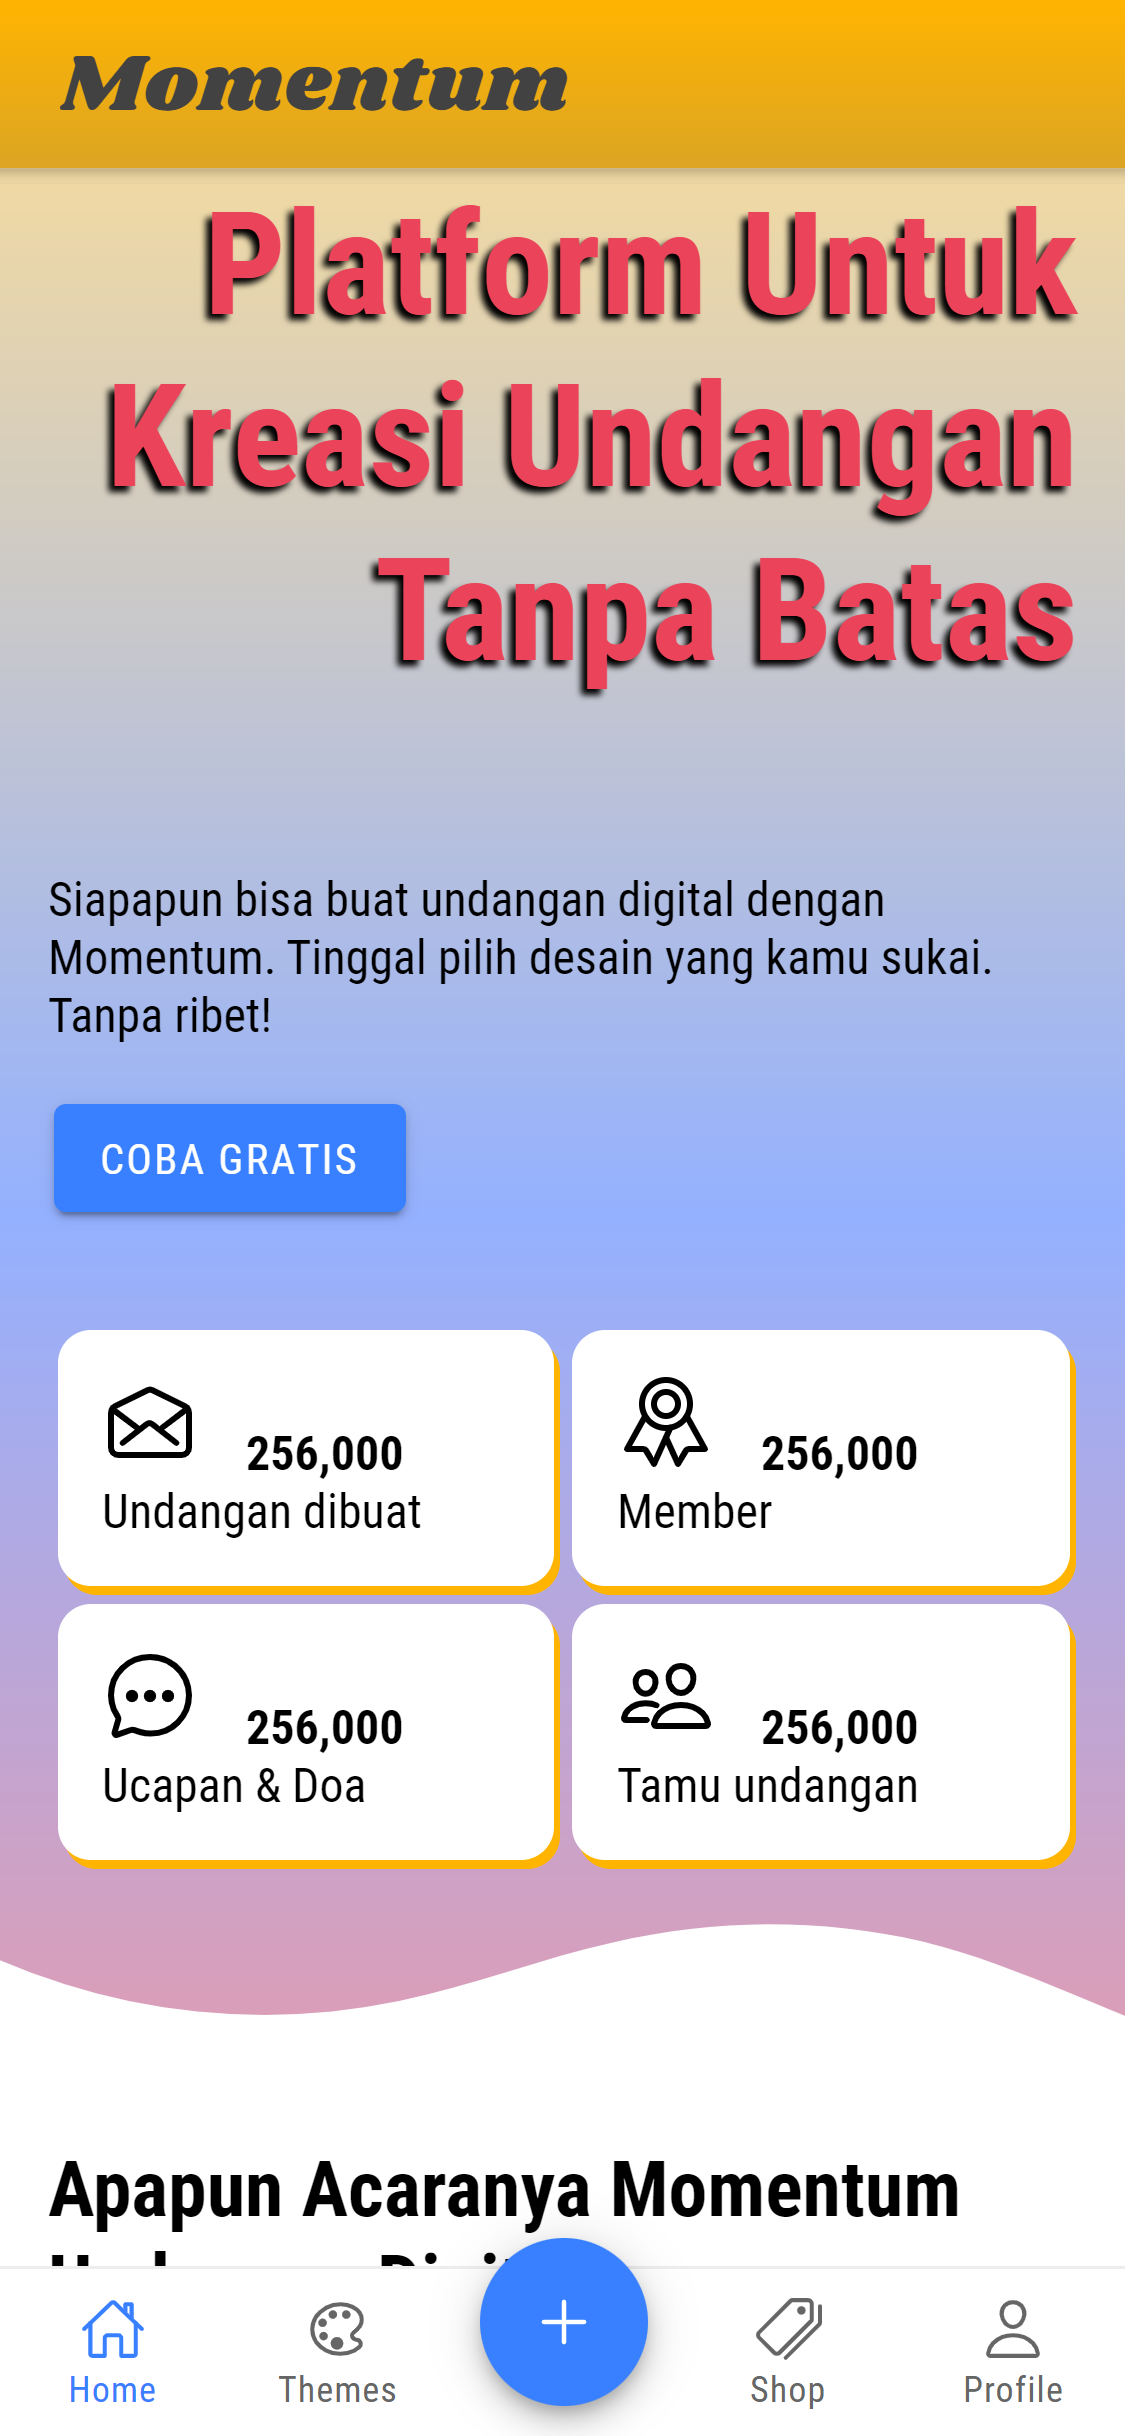 Momentum
Platform Untuk
Kreasi Undangan
Tanpa Batas
Siapapun bisa buat undangan digital dengan
Momentum. Tinggal pilih desain yang kamu sukai.
Tanpa ribet!
COBA GRATIS
256,000
Undangan dibuat
256,000
Member
256,000
Ucapan & Doa
256,000
Tamu undangan
Apapun Acaranya Momentum
Home
Themes
Shop
Profile